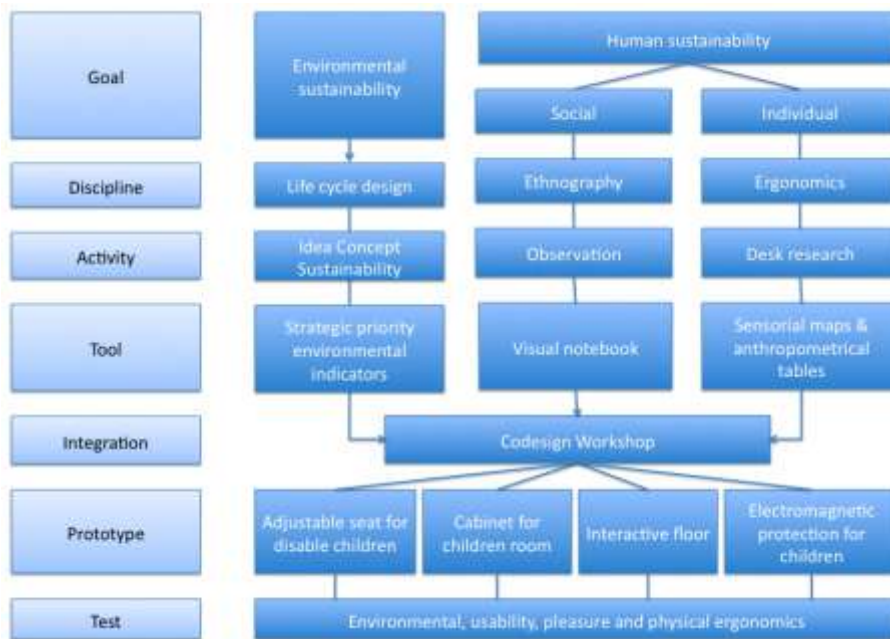 Goal
Environmental
sustainability
Human sustainability
Social
Individual
Discipline
Life cycle design
Ethnography
Ergonomics
Activity
Idea Concept
Sustainability
Observation
Desk research
Tool
Strategic priority
environmental
indicators
Visual notebook
Sensorial maps &
anthropometrical
tables
Integration
Codesign Workshop
Prototype
Adjustable seat for
disable children
Cabinet for
children room
Interactive floor
Electromagnetic
protection for
children
Test
Environmental, usability, pleasure and physical ergonomics